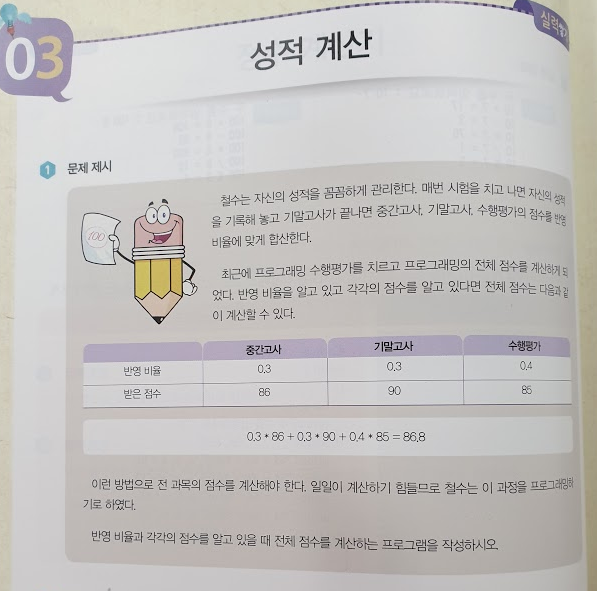 실력
03
성적 계산
1 문제 제시
100
철수는 자신의 성적을 꼼꼼하게 관리한다. 매번 시험을 치고 나면 자신의 성적
을 기록해 놓고 기말고사가 끝나면 중간고사, 기말고사, 수행평가의 점수를 반영
비율에 맞게 합산한다.
최근에 프로그래밍 수행평가를 치르고 프로그래밍의 전체 점수를 계산하게 되
었다. 반영 비율을 알고 있고 각각의 점수를 알고 있다면 전체 점수는 다음과 같
이 계산할 수 있다.
중간고사 기말고사 수행평가
반영 비율 0.3 0.3 0.4
받은 점수 86 90 85
0.3 * 86 + 0.3 * 90 + 0.4 * 85 = 86.8
이런 방법으로 전 과목의 점수를 계산해야 한다. 일일이 계산하기 힘들므로 철수는 이 과정을 프로그래밍하
기로 하였다.
반영 비율과 각각의 점수를 알고 있을 때 전체 점수를 계산하는 프로그램을 작성하시오.